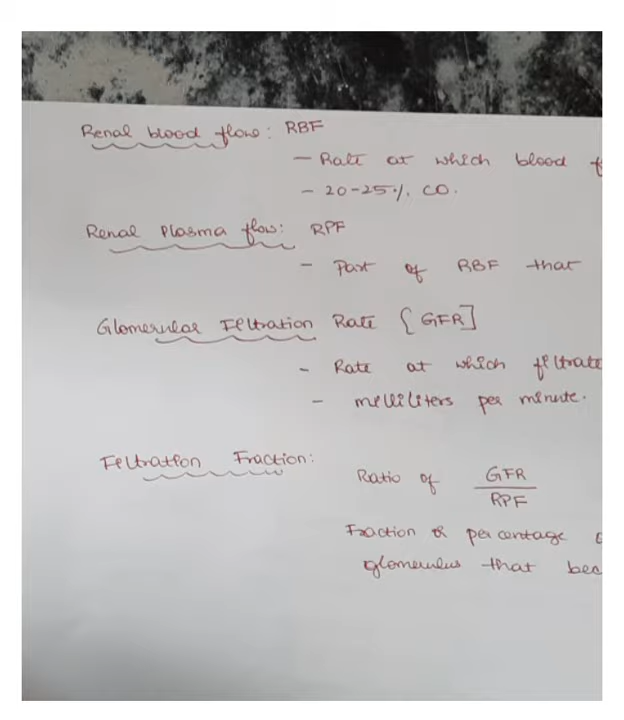 Renal blood flow: RBF
- Rate at which blood f
- 20-25% CO.
Renal Plasma flow: RPF
- Part of RBF that
Glomerular Filtration Rate {GFR]
- Rate at which filtrate
- milliliters per minute.
Filtration Fraction:
Ratio of GFR
RPF
Fraction or percentage
glomerulus that bec